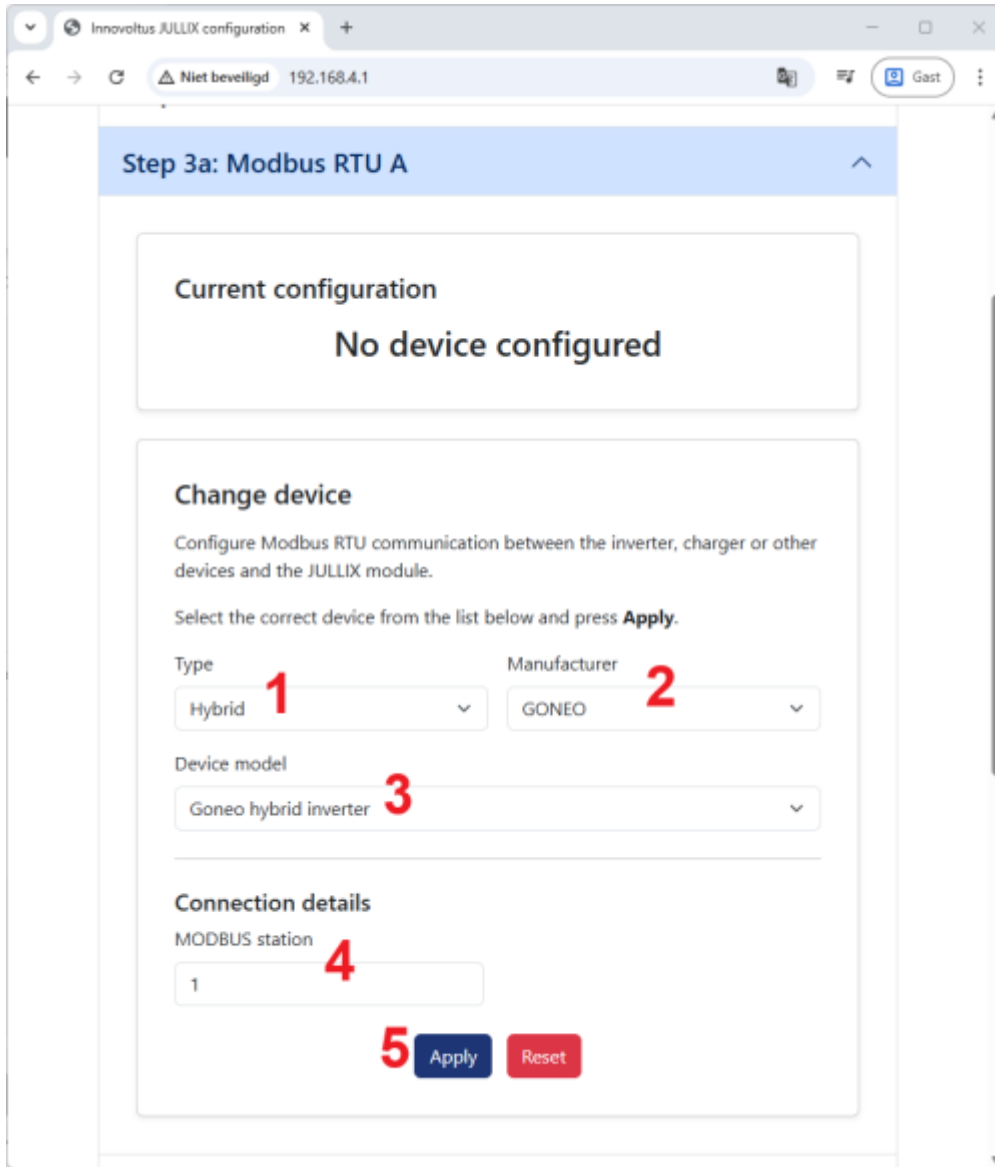 Innovoltus JULLIX configuration
Niet beveiligd 192.168.4.1 Gast
Step 3a: Modbus RTU A
Current configuration
No device configured
Change device
Configure Modbus RTU communication between the inverter, charger or other
devices and the JULLIX module.
Select the correct device from the list below and press Apply.
Type Manufacturer
1 2
Hybrid GONEO
Device model
3
Goneo hybrid inverter
Connection details
MODBUS station
4
1
5 Apply Reset